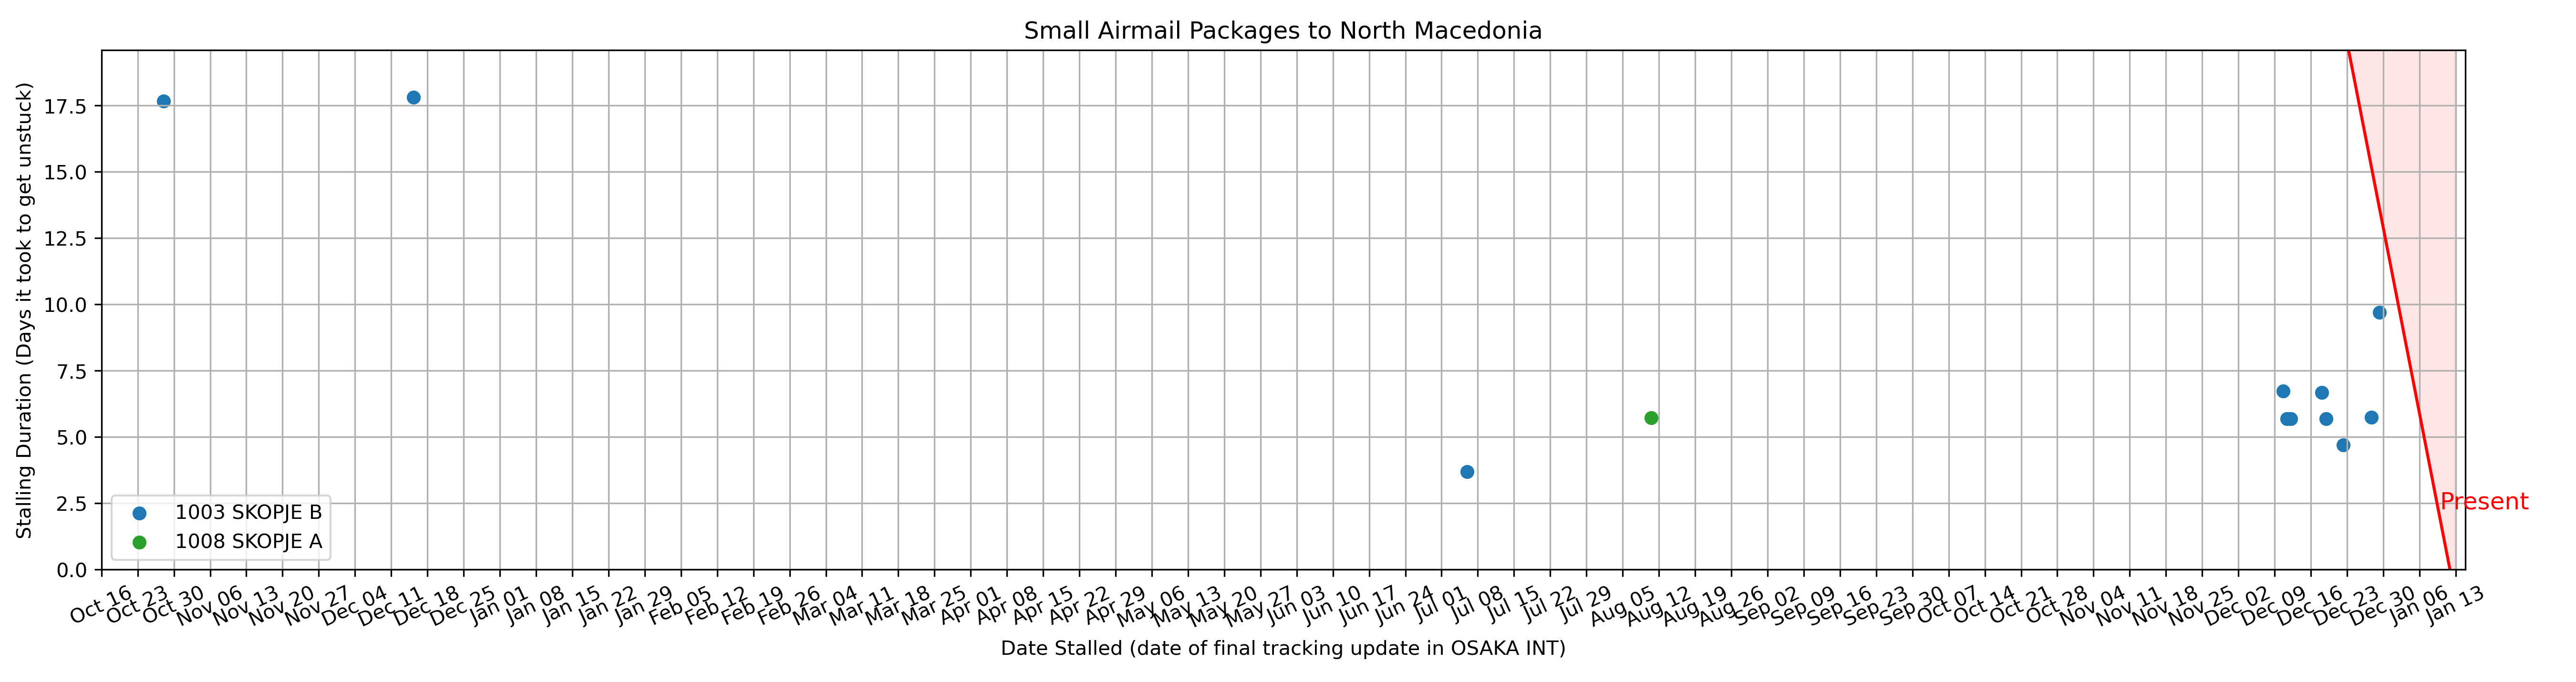 Small Airmail Packages to North Macedonia
Stalling Duration (Days it took to get unstuck)
17.5
15.0
12.5
10.0
7.5
5.0
2.5
0.0
1003 SKOPJE B
1008 SKOPJE A
Present
Oct 16
Oct 23
Oct 30
Nov 06
Nov 13
Nov 20
Nov 27
Dec 04
Dec 11
Dec 18
Dec 25
Jan 01
Jan 08
Jan 15
Jan 22
Jan 29
Feb 05
Feb 12
Feb 19
Feb 26
Mar 04
Mar 11
Mar 18
Mar 25
Apr 01
Apr 08
Apr 15
Apr 22
Apr 29
May 06
May 13
May 20
May 27
Jun 03
Jun 10
Jun 17
Jun 24
Jul 01
Jul 08
Jul 15
Jul 22
Jul 29
Aug 05
Aug 12
Aug 19
Aug 26
Sep 02
Sep 09
Sep 16
Sep 23
Sep 30
Oct 07
Oct 14
Oct 21
Oct 28
Nov 04
Nov 11
Nov 18
Nov 25
Dec 02
Dec 09
Dec 16
Dec 23
Dec 30
Jan 06
Jan 13
Date Stalled (date of final tracking update in OSAKA INT)